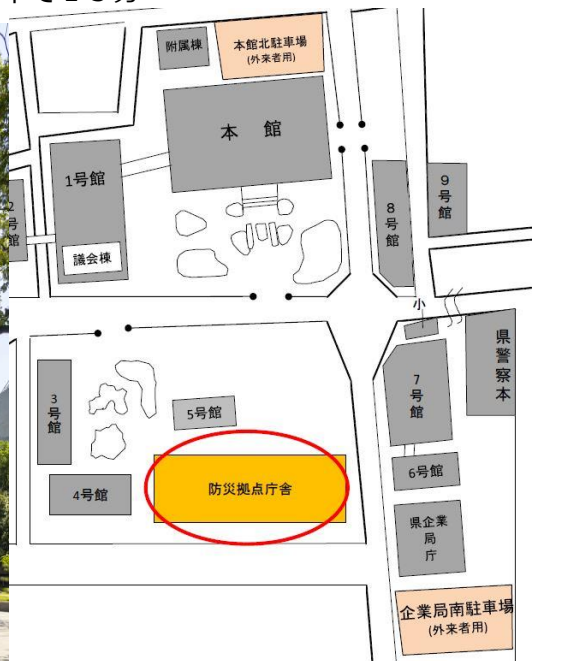 附属棟
本館北駐車場
(外来者用)
本　館
1号館
議会棟
号
館
8
号
館
9
号
館
小
県
警
察
本
7
号
館
3
号
館
5号館
6号館
4号館
防災拠点庁舎
県企業
局
庁
企業局南駐車場
(外来者用)